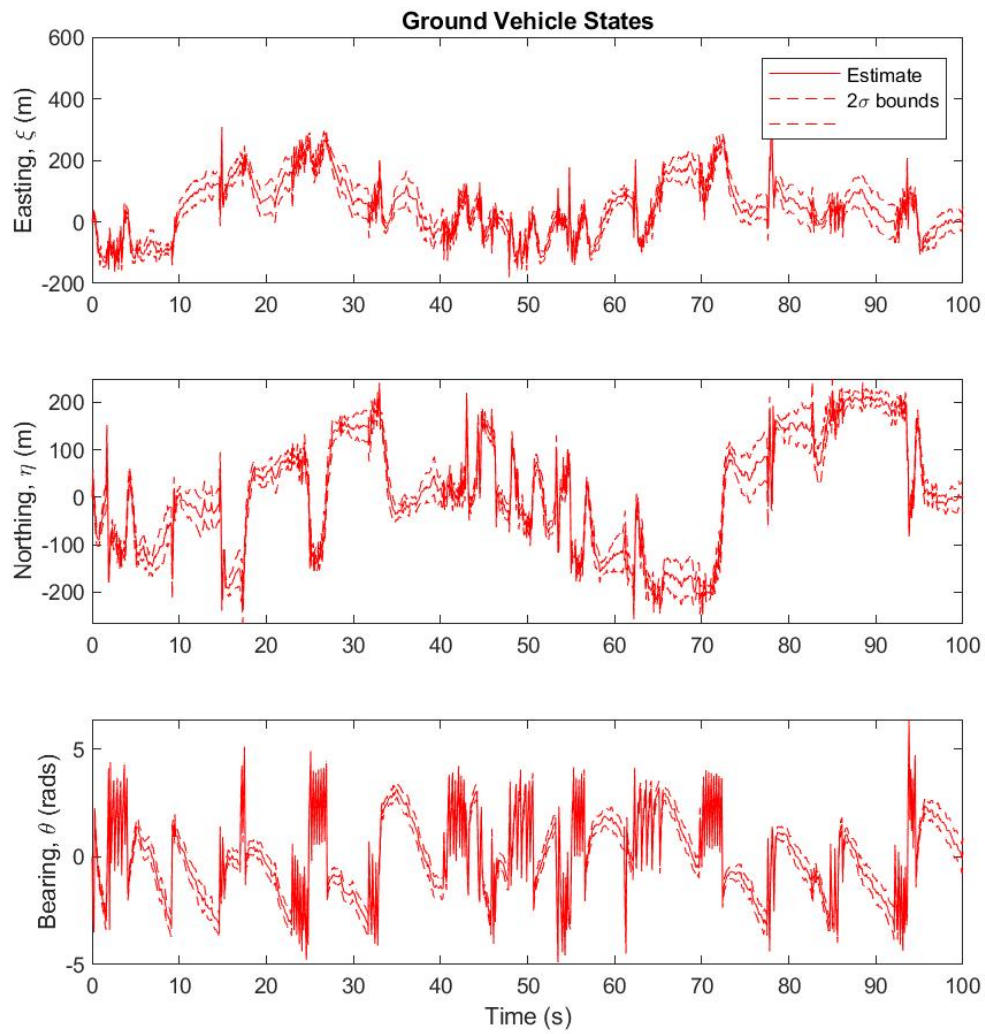 Ground Vehicle States
Easting, ξ (m)
600
400
200
0
-200
Estimate
2σ bounds
0 10 20 30 40 50 60 70 80 90 100
Northing, η (m)
200
100
0
-100
-200
0 10 20 30 40 50 60 70 80 90 100
Bearing, θ (rads)
5
0
-5
0 10 20 30 40 50 60 70 80 90 100
Time (s)